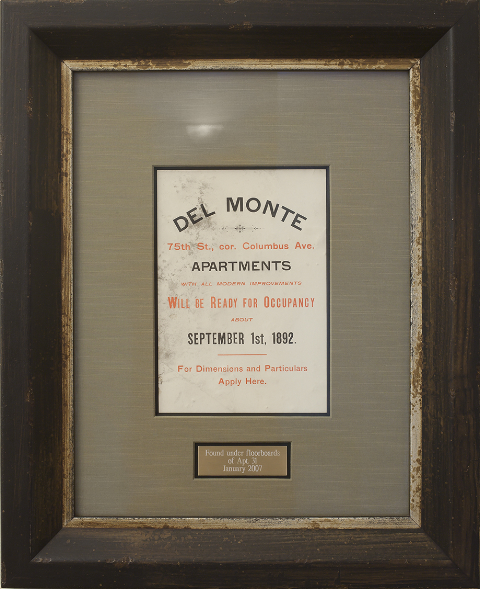 DEL MONTE
75th St., cor. Columbus Ave.
APARTMENTS
WITH ALL MODERN IMPROVEMENTS
WILL BE READY FOR OCCUPANCY
ABOUT
SEPTEMBER 1st, 1892.
For Dimensions and Particulars
Apply Here.
Found under floorboards
of Apt. 31
January 2007